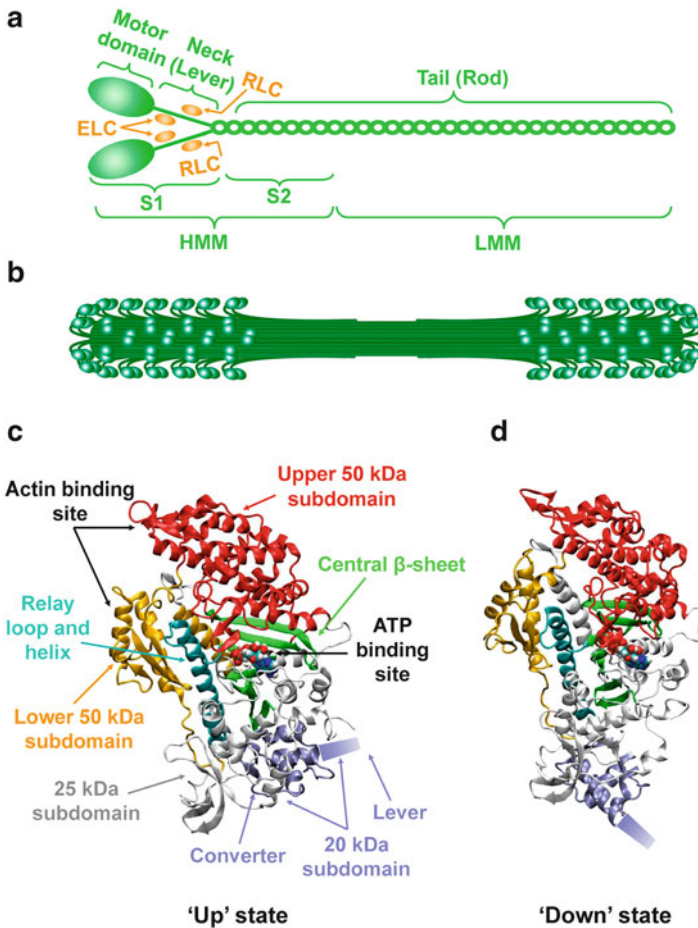 a
Motor
domain
Neck
(Lever)
RLC
Tail (Rod)
ELC
RLC
S1
S2
HMM
LMM
b
c
d
Actin binding
site
Upper 50 kDa
subdomain
Central β-sheet
Relay
loop and
helix
ATP
binding
site
Lower 50 kDa
subdomain
25 kDa
subdomain
Converter
20 kDa
subdomain
Lever
'Up' state
'Down' state